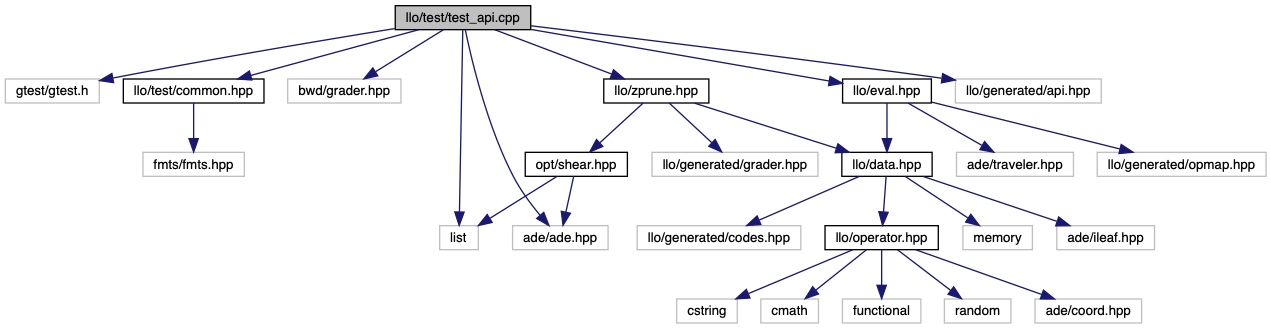 llo/test/test_api.cpp
gtest/gtest.h
llo/test/common.hpp
bwd/grader.hpp
llo/zprune.hpp
llo/eval.hpp
llo/generated/api.hpp
fmts/fmts.hpp
opt/shear.hpp
llo/generated/grader.hpp
llo/data.hpp
ade/traveler.hpp
llo/generated/opmap.hpp
list
ade/ade.hpp
llo/generated/codes.hpp
llo/operator.hpp
memory
ade/ileaf.hpp
cstring
cmath
functional
random
ade/coord.hpp